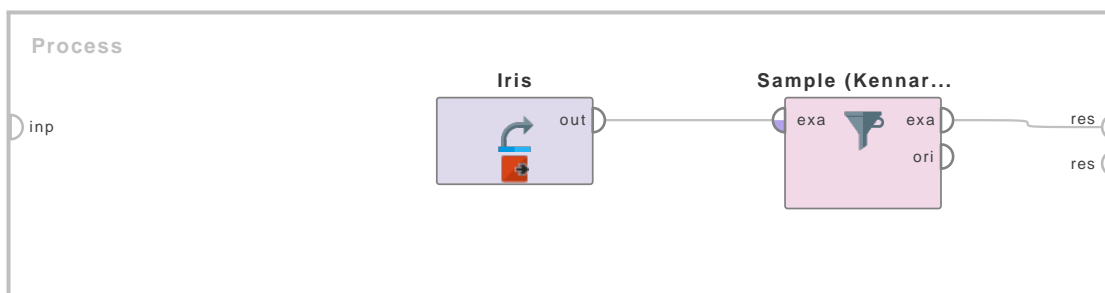 Process
Iris
Sample (Kennar...
inp
out
exa
exa
res
ori
res